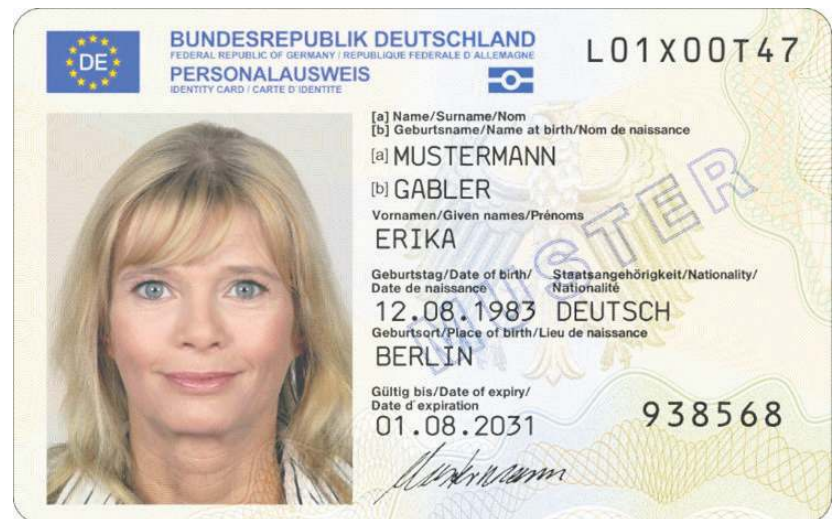 DE
BUNDESREPUBLIK DEUTSCHLAND
FEDERAL REPUBLIC OF GERMANY / REPUBLIQUE FEDERALE D'ALLEMAGNE
PERSONALAUSWEIS
IDENTITY CARD / CARTE D'IDENTITE
L01X00T47
[a] Name/Surname/Nom
[b] Geburtsname/Name at birth/Nom de naissance
[a] MUSTERMANN
[b] GABLER
Vornamen/Given names/Prénoms
ERIKA
Geburtstag/Date of birth/
Date de naissance
Staatsangehörigkeit/Nationality/
Nationalité
12.08.1983 DEUTSCH
Geburtsort/Place of birth/Lieu de naissance
BERLIN
Gültig bis/Date of expiry/
Date d'expiration
01.08.2031
938568
Mustermann
MUSTER